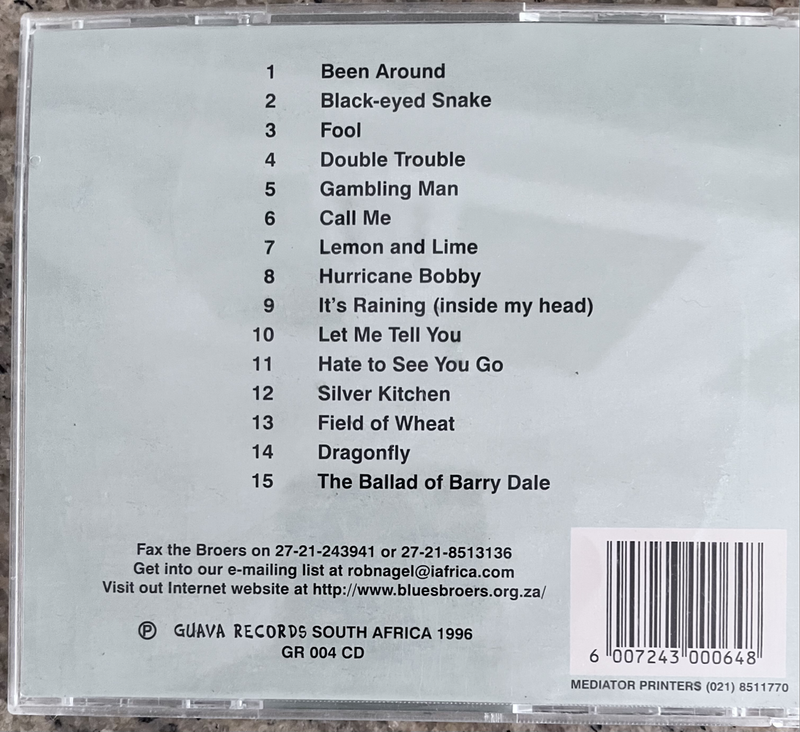 1 Been Around
2 Black-eyed Snake
3 Fool
4 Double Trouble
5 Gambling Man
6 Call Me
7 Lemon and Lime
8 Hurricane Bobby
9 It's Raining (inside my head)
10 Let Me Tell You
11 Hate to See You Go
12 Silver Kitchen
13 Field of Wheat
14 Dragonfly
15 The Ballad of Barry Dale
Fax the Broers on 27-21-243941 or 27-21-8513136
Get into our e-mailing list at robnagel@iafrica.com
Visit out Internet website at http://www.bluesbroers.org.za/
Ⓟ GUAVA RECORDS SOUTH AFRICA 1996
GR 004 CD
6 007243 000648
MEDIATOR PRINTERS (021) 8511770